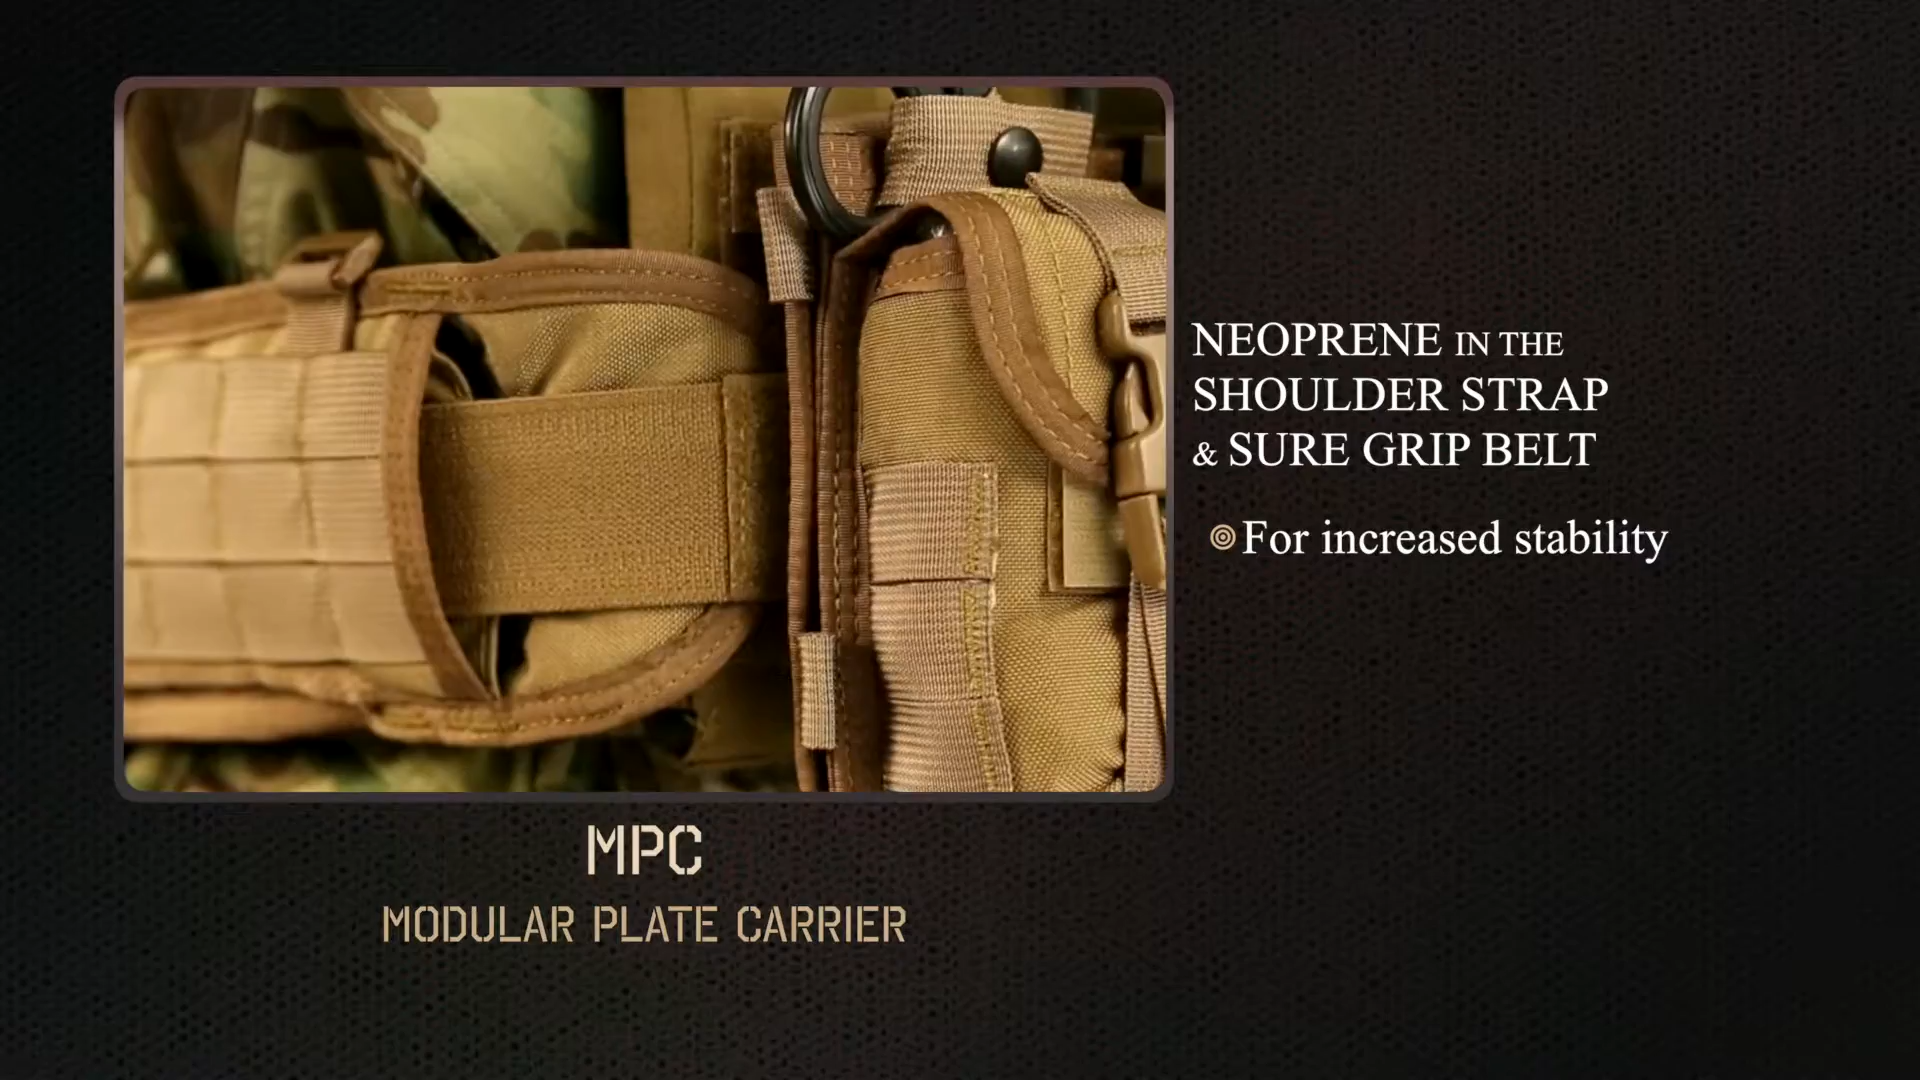 NEOPRENE IN THE
SHOULDER STRAP
& SURE GRIP BELT
For increased stability
MPC
MODULAR PLATE CARRIER